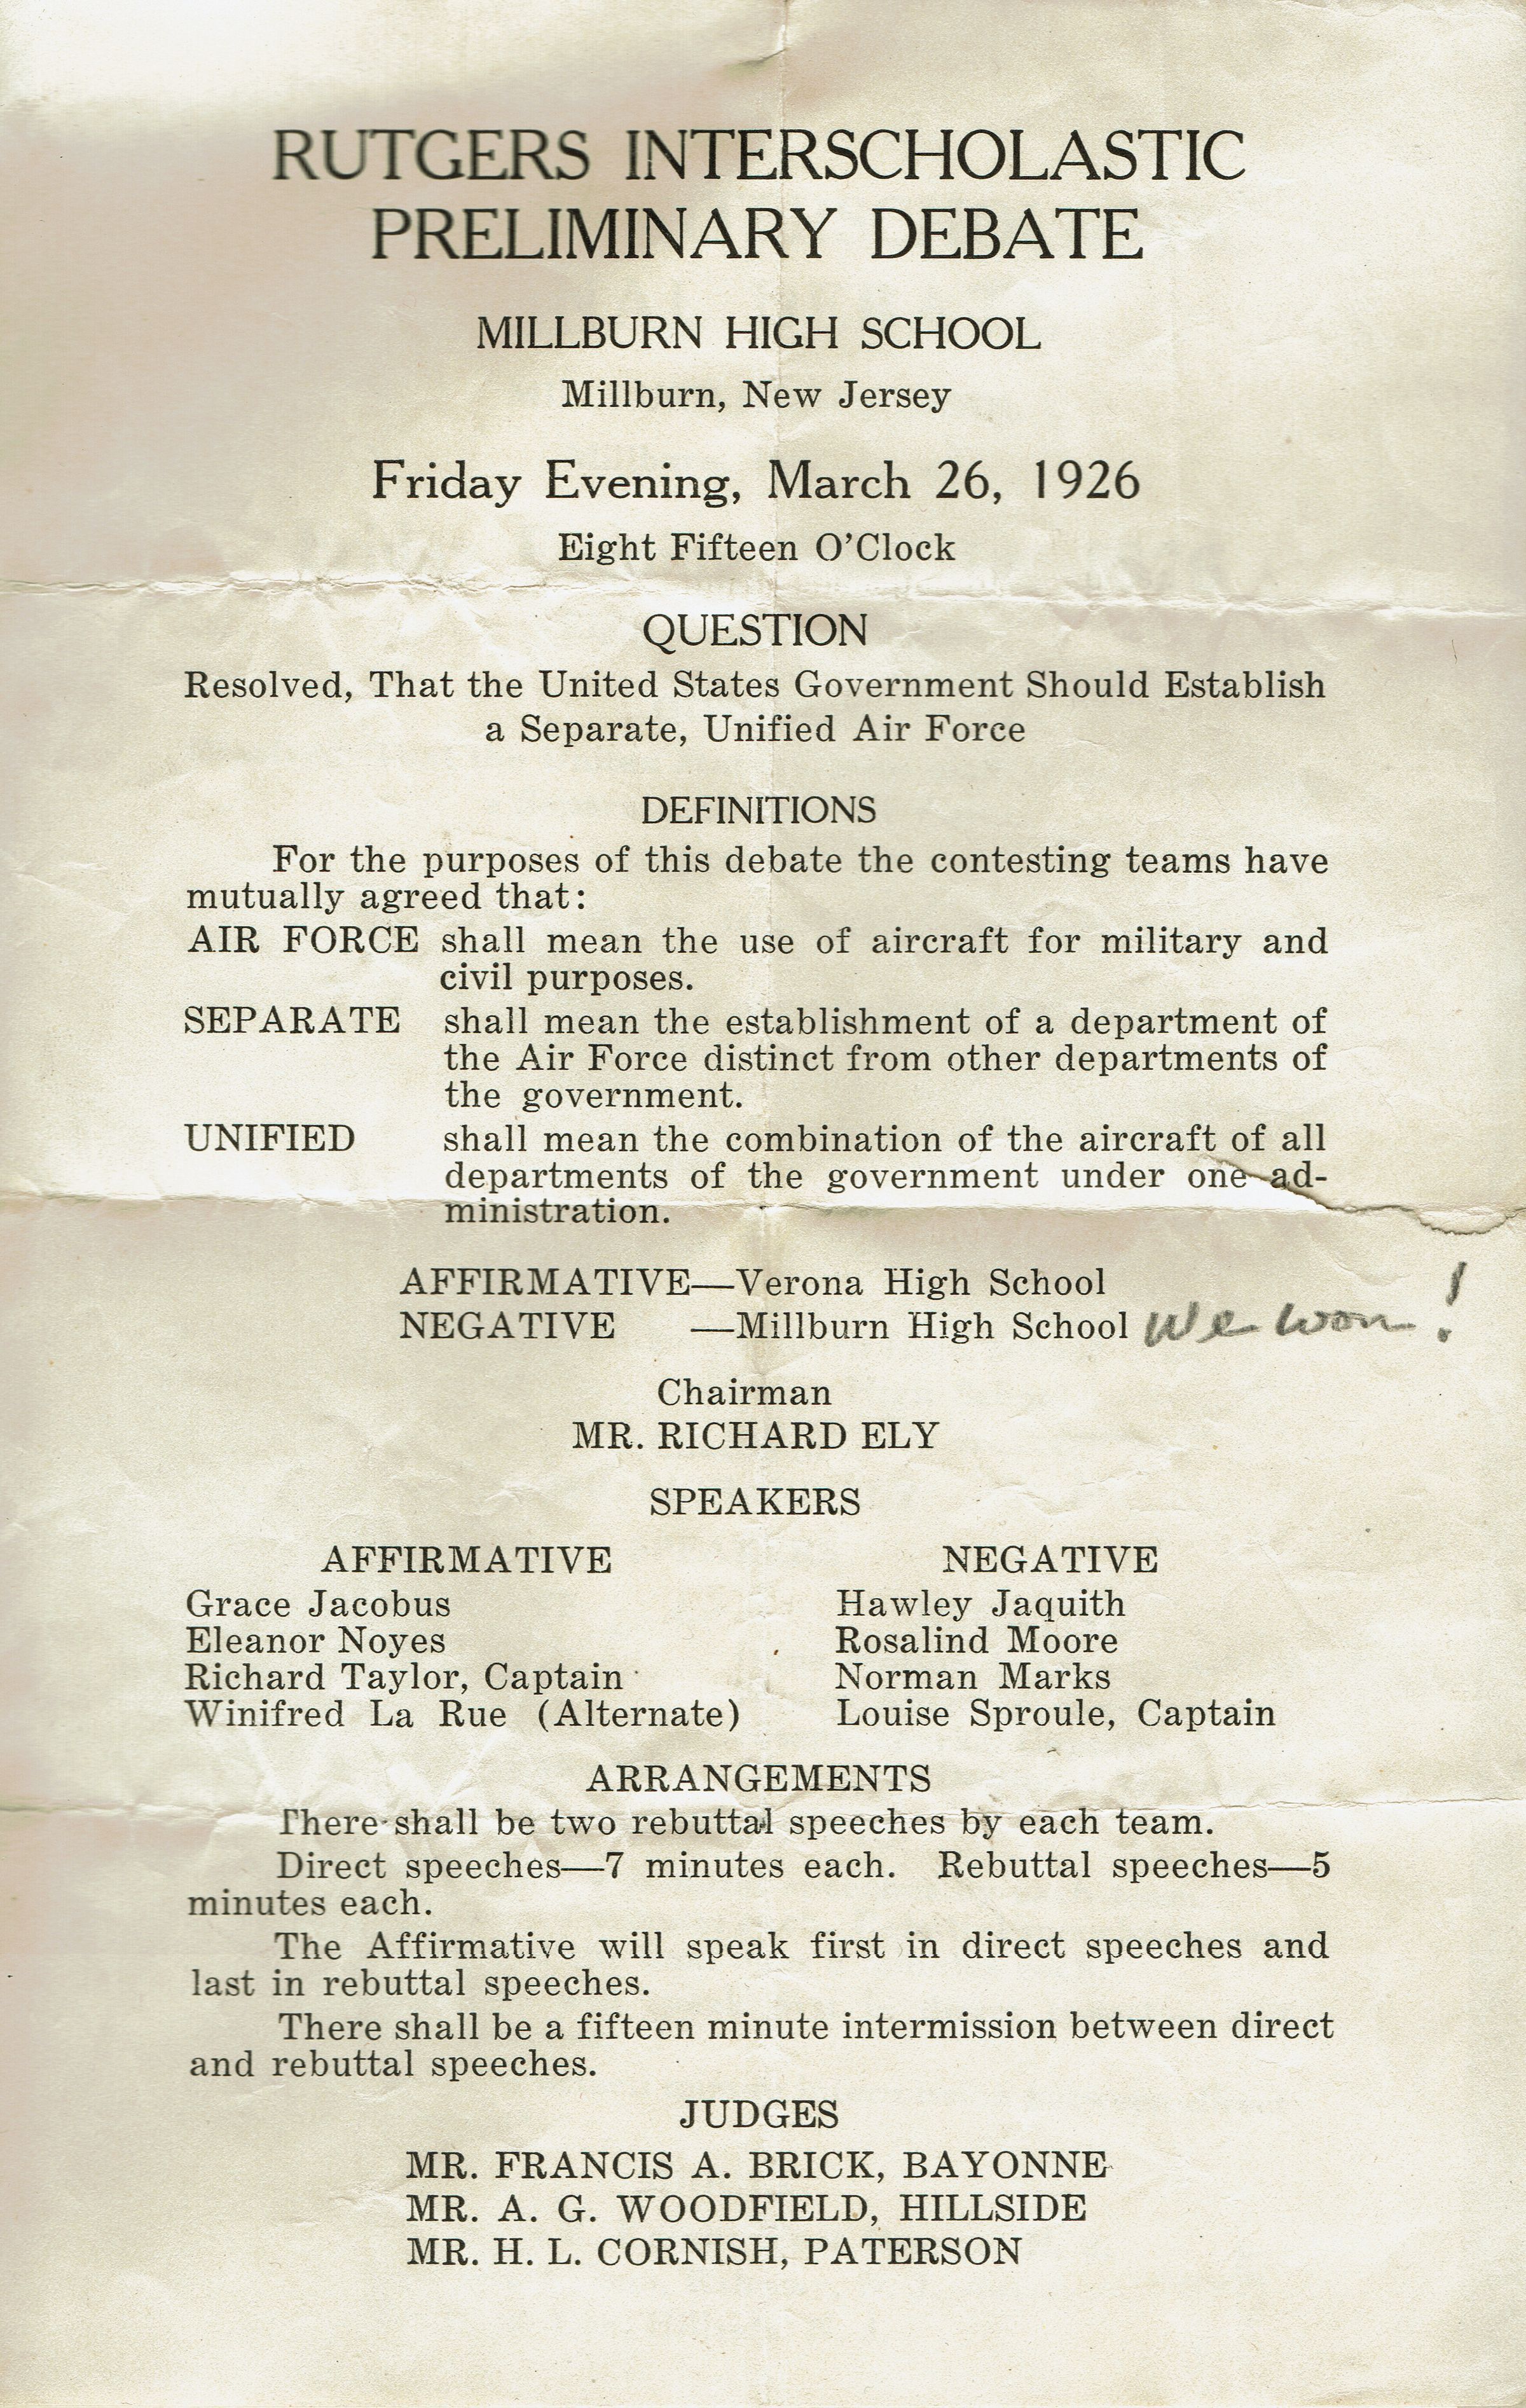 RUTGERS INTERSCHOLASTIC
PRELIMINARY DEBATE
MILLBURN HIGH SCHOOL
Millburn, New Jersey
Friday Evening, March 26, 1926
Eight Fifteen O'Clock
QUESTION
Resolved, That the United States Government Should Establish
a Separate, Unified Air Force
DEFINITIONS
For the purposes of this debate the contesting teams have
mutually agreed that:
AIR FORCE shall mean the use of aircraft for military and
civil purposes.
SEPARATE shall mean the establishment of a department of
the Air Force distinct from other departments of
the government.
UNIFIED shall mean the combination of the aircraft of all
departments of the government under one ad-
ministration.
AFFIRMATIVE—Verona High School
NEGATIVE —Millburn High School We won!
Chairman
MR. RICHARD ELY
SPEAKERS
AFFIRMATIVE
Grace Jacobus
Eleanor Noyes
Richard Taylor, Captain
Winifred La Rue (Alternate)
NEGATIVE
Hawley Jaquith
Rosalind Moore
Norman Marks
Louise Sproule, Captain
ARRANGEMENTS
There shall be two rebuttal speeches by each team.
Direct speeches—7 minutes each. Rebuttal speeches—5
minutes each.
The Affirmative will speak first in direct speeches and
last in rebuttal speeches.
There shall be a fifteen minute intermission between direct
and rebuttal speeches.
JUDGES
MR. FRANCIS A. BRICK, BAYONNE
MR. A. G. WOODFIELD, HILLSIDE
MR. H. L. CORNISH, PATERSON